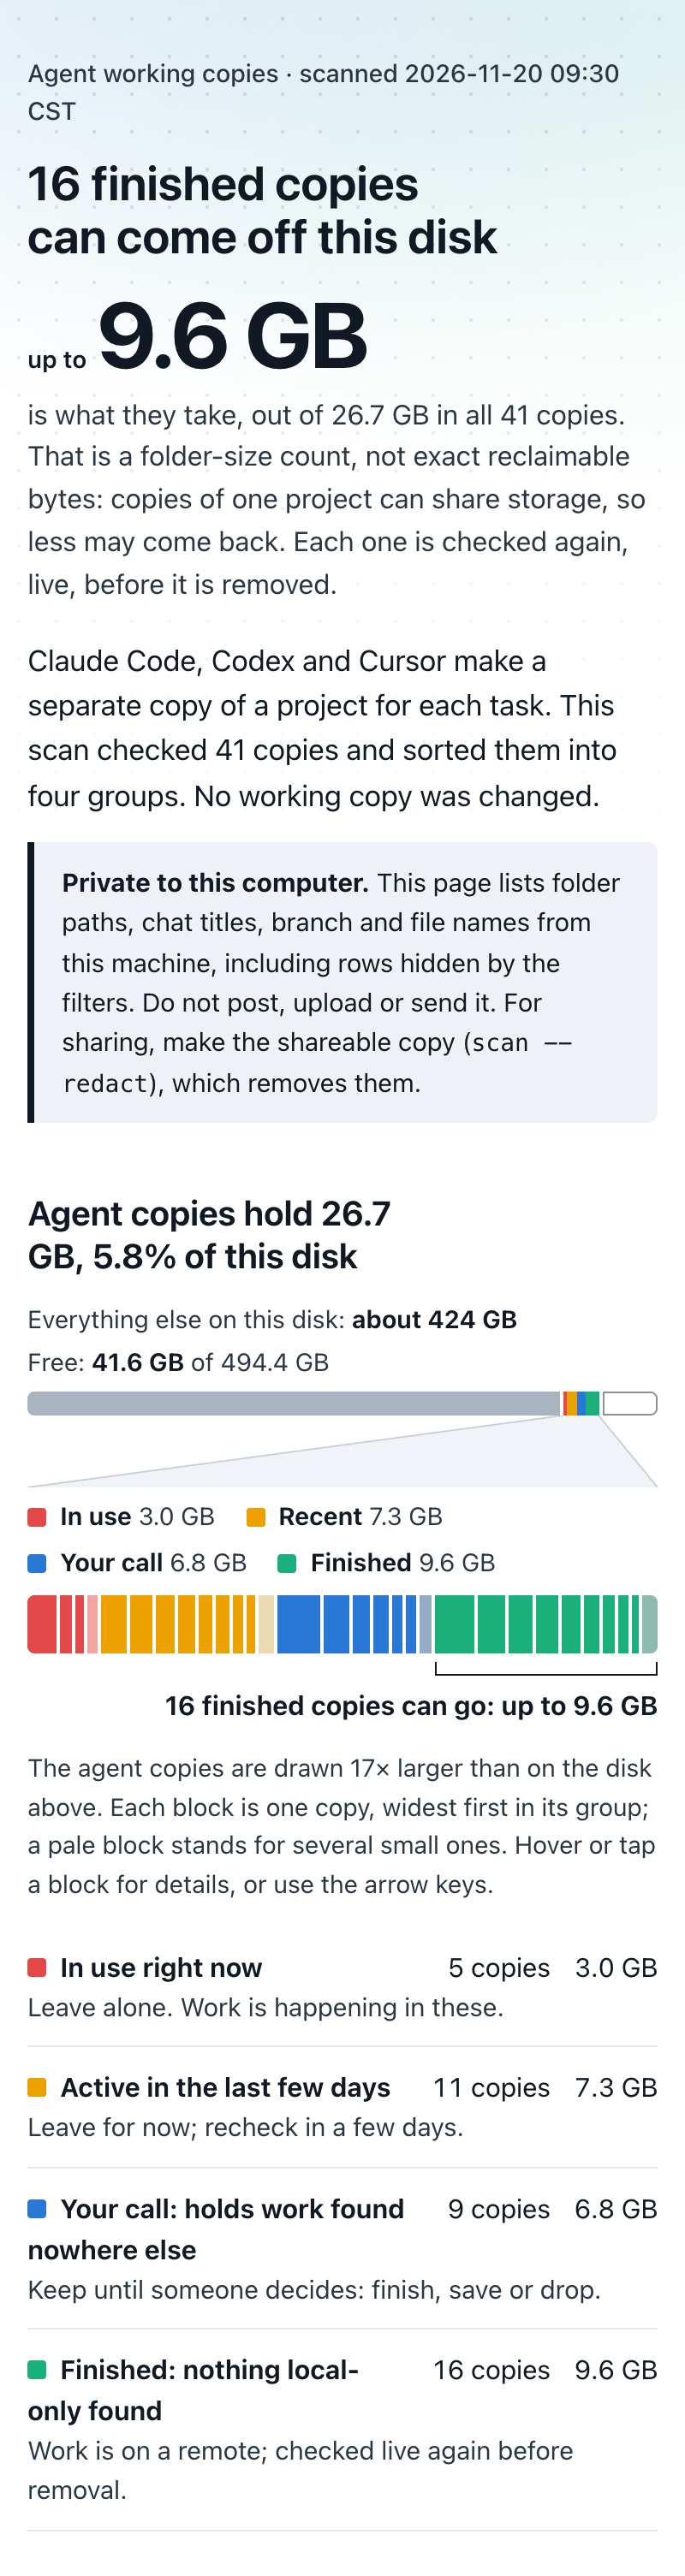 Agent working copies · scanned 2026-11-20 09:30
CST
16 finished copies
can come off this disk
up to 9.6 GB
is what they take, out of 26.7 GB in all 41 copies.
That is a folder-size count, not exact reclaimable
bytes: copies of one project can share storage, so
less may come back. Each one is checked again,
live, before it is removed.
Claude Code, Codex and Cursor make a
separate copy of a project for each task. This
scan checked 41 copies and sorted them into
four groups. No working copy was changed.
Private to this computer. This page lists folder
paths, chat titles, branch and file names from
this machine, including rows hidden by the
filters. Do not post, upload or send it. For
sharing, make the shareable copy (scan --
redact), which removes them.
Agent copies hold 26.7
GB, 5.8% of this disk
Everything else on this disk: about 424 GB
Free: 41.6 GB of 494.4 GB
In use 3.0 GB Recent 7.3 GB
Your call 6.8 GB Finished 9.6 GB
16 finished copies can go: up to 9.6 GB
The agent copies are drawn 17× larger than on the disk
above. Each block is one copy, widest first in its group;
a pale block stands for several small ones. Hover or tap
a block for details, or use the arrow keys.
In use right now 5 copies 3.0 GB
Leave alone. Work is happening in these.
Active in the last few days 11 copies 7.3 GB
Leave for now; recheck in a few days.
Your call: holds work found 9 copies 6.8 GB
nowhere else
Keep until someone decides: finish, save or drop.
Finished: nothing local- 16 copies 9.6 GB
only found
Work is on a remote; checked live again before
removal.